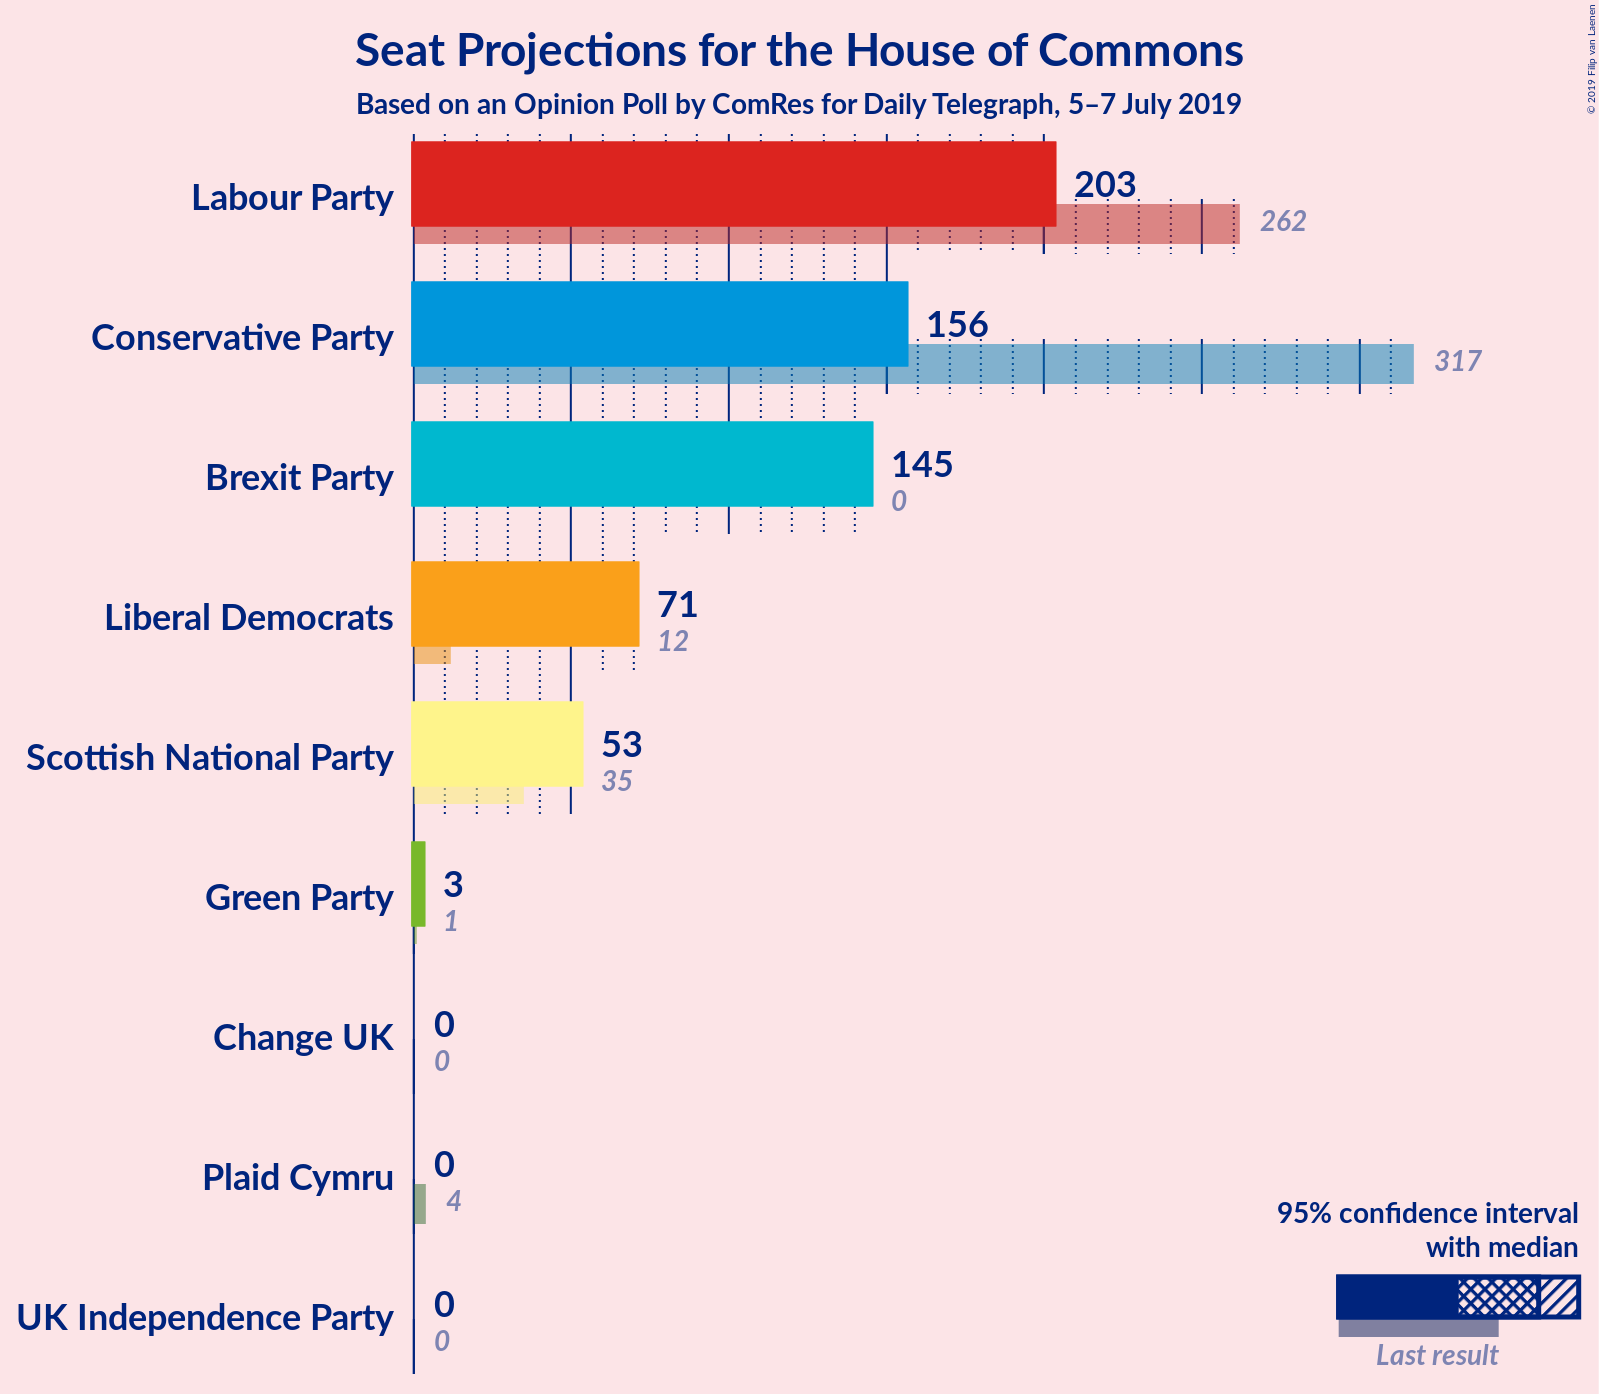 Seat Projections for the House of Commons
Based on an Opinion Poll by ComRes for Daily Telegraph, 5–7 July 2019
© 2019 Filip van Laenen
Labour Party
203
262
Conservative Party
156
317
Brexit Party
145
0
Liberal Democrats
71
12
Scottish National Party
53
35
Green Party
3
1
Change UK
0
0
Plaid Cymru
0
4
UK Independence Party
0
0
95% confidence interval
with median
Last result